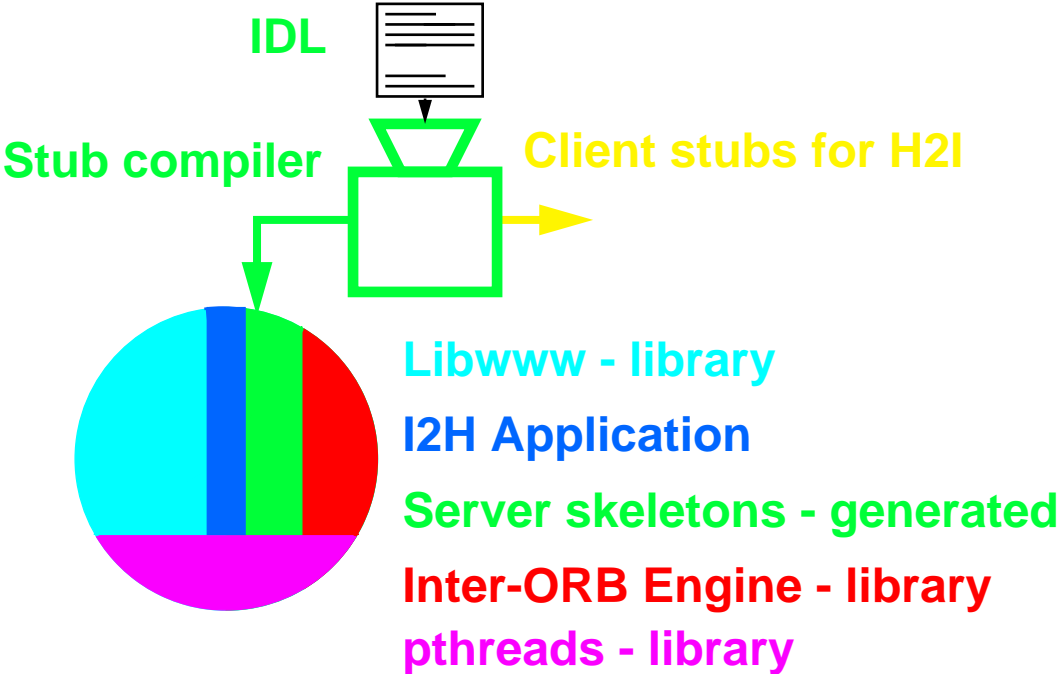 IDL
Stub compiler
Client stubs for H2I
Libwww - library
I2H Application
Server skeletons - generated
Inter-ORB Engine - library
pthreads - library